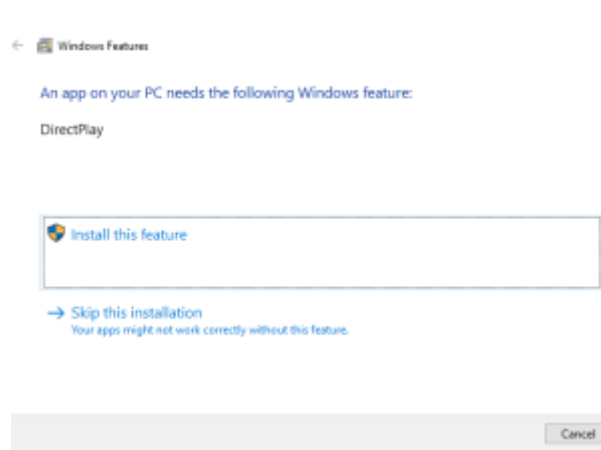 Windows Features
An app on your PC needs the following Windows feature:
DirectPlay
Install this feature
Skip this installation
Your apps might not work correctly without this feature.
Cancel